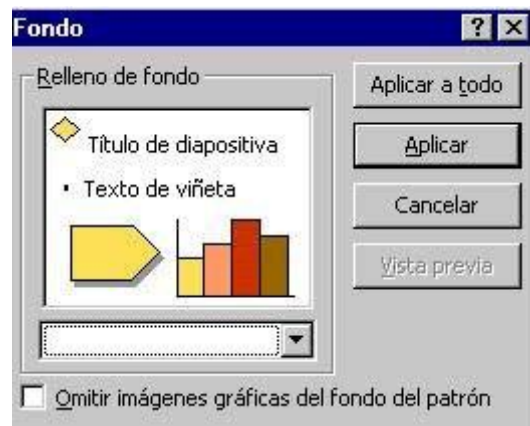 Fondo
Relleno de fondo
Título de diapositiva
• Texto de viñeta
Aplicar a todo
Aplicar
Cancelar
Vista previa
Omitir imágenes gráficas del fondo del patrón